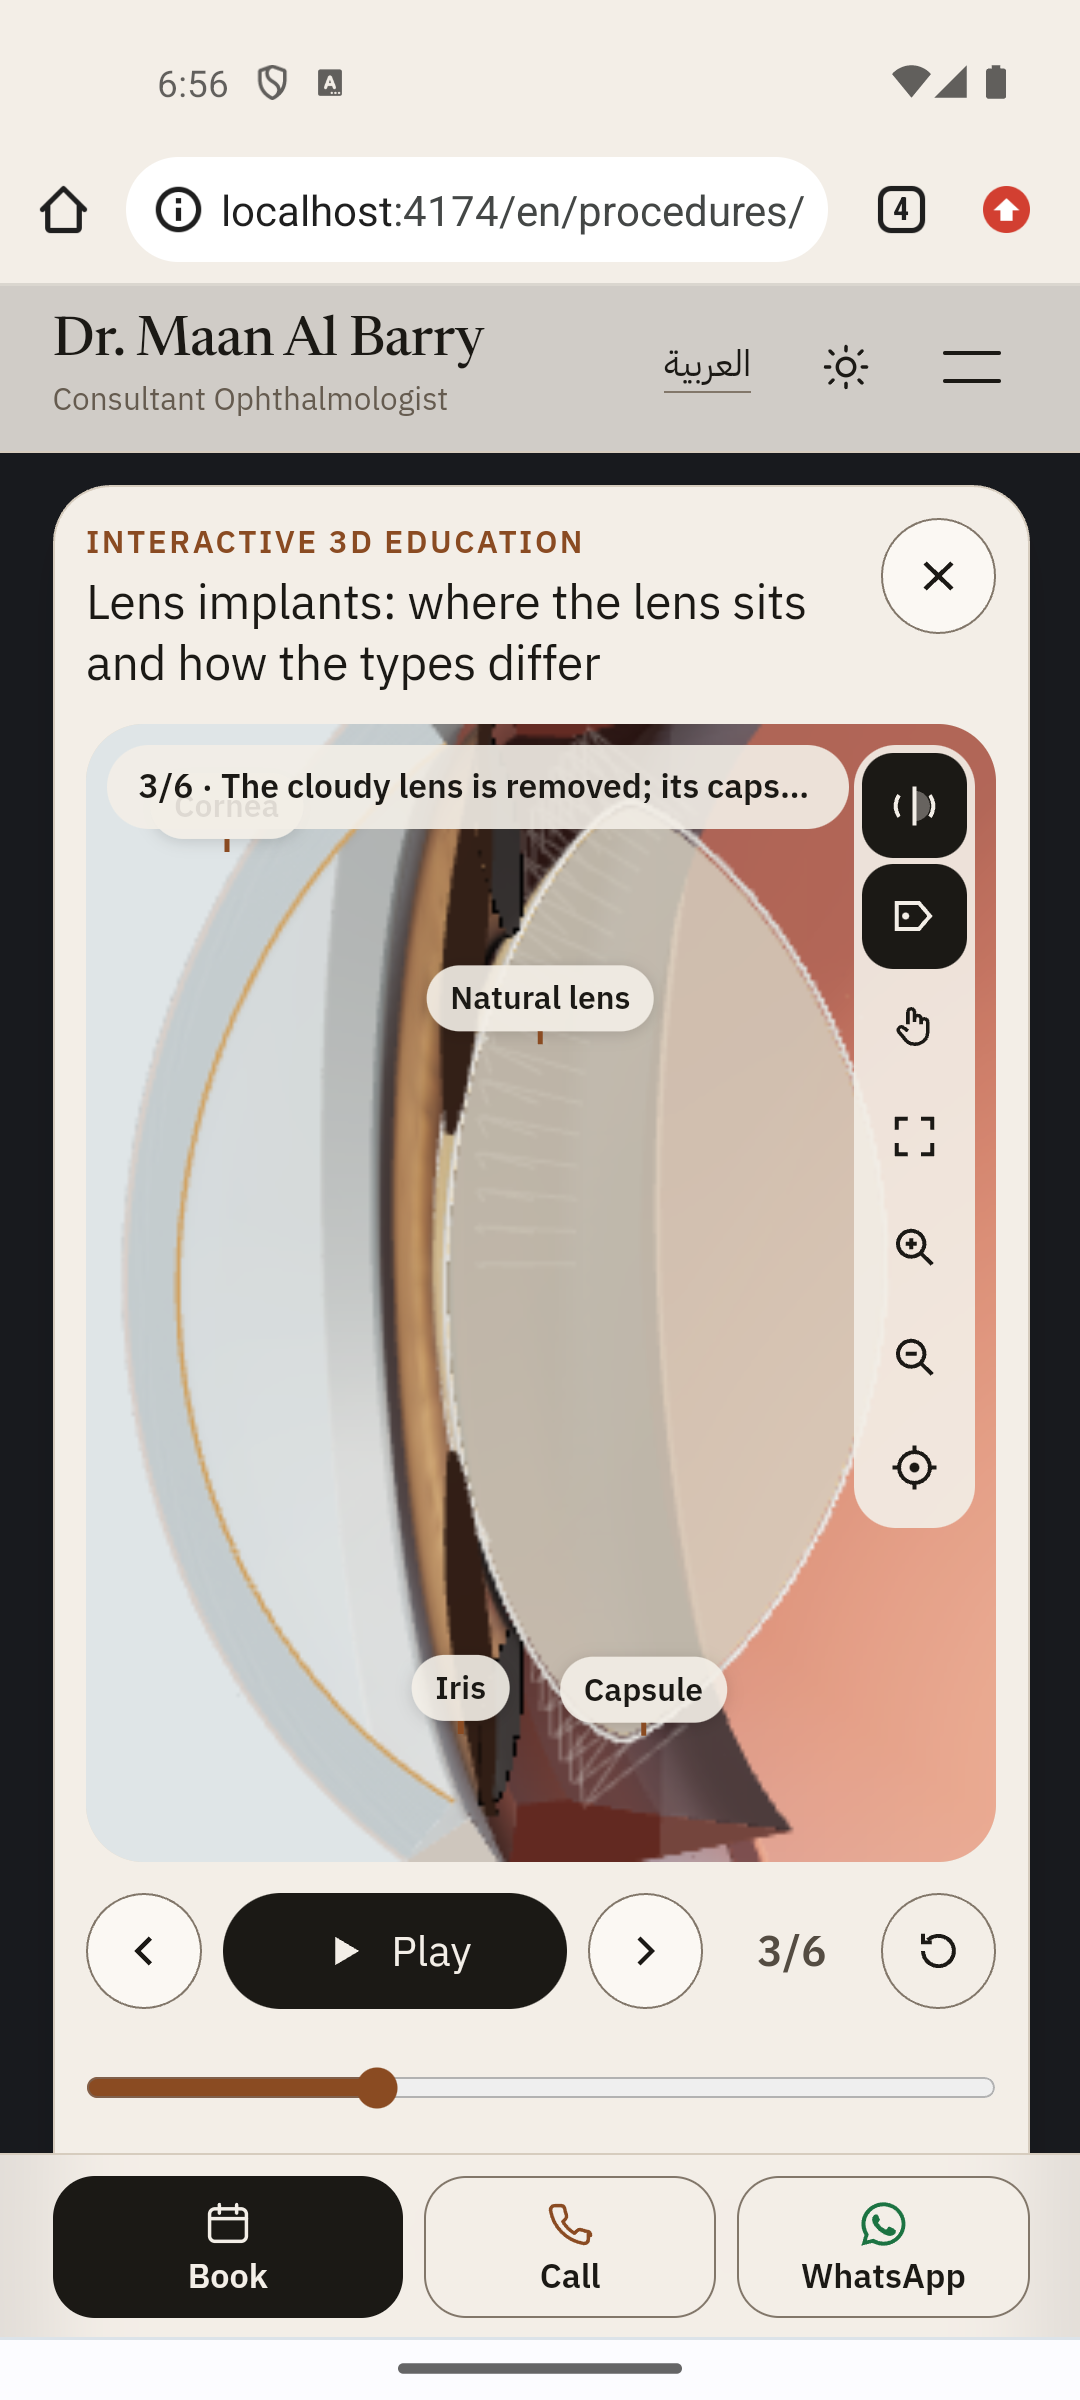 6:56
localhost:4174/en/procedures/
4
Dr. Maan Al Barry
Consultant Ophthalmologist
العربية
INTERACTIVE 3D EDUCATION
Lens implants: where the lens sits
and how the types differ
3/6 · The cloudy lens is removed; its caps...
Cornea
Natural lens
Iris
Capsule
Play
3/6
Book
Call
WhatsApp